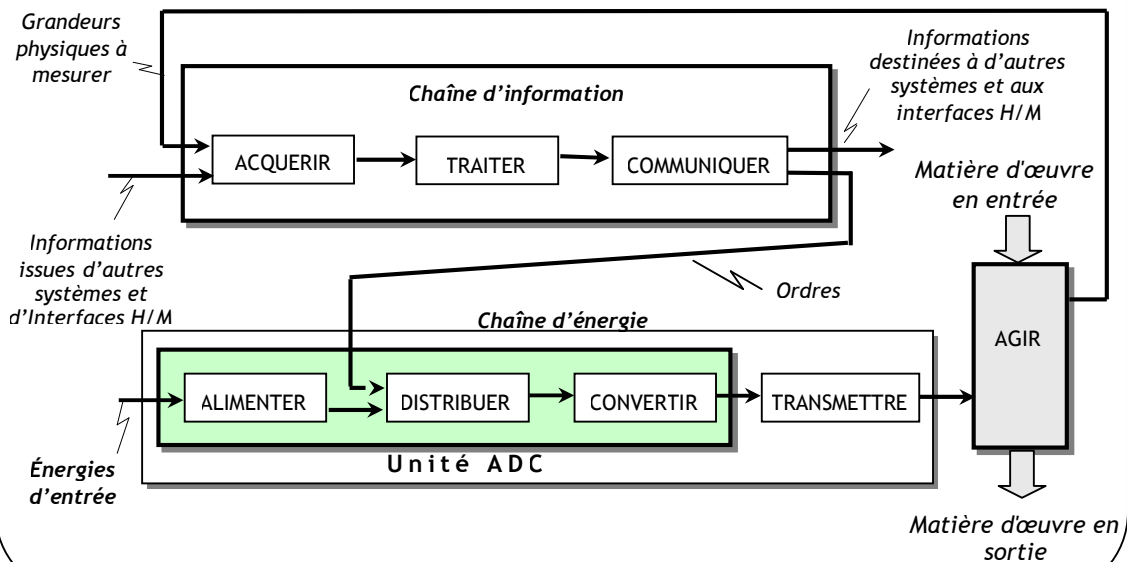 Grandeurs
physiques à
mesurer
Informations
destinées à d'autres
systèmes et aux
interfaces H/M
Chaîne d'information
ACQUERIR
TRAITER
COMMUNIQUER
Matière d'œuvre
en entrée
Informations
issues d'autres
systèmes et
d'Interfaces H/M
Ordres
Chaîne d'énergie
AGIR
ALIMENTER
DISTRIBUER
CONVERTIR
TRANSMETTRE
Unité ADC
Énergies
d'entrée
Matière d'œuvre en
sortie